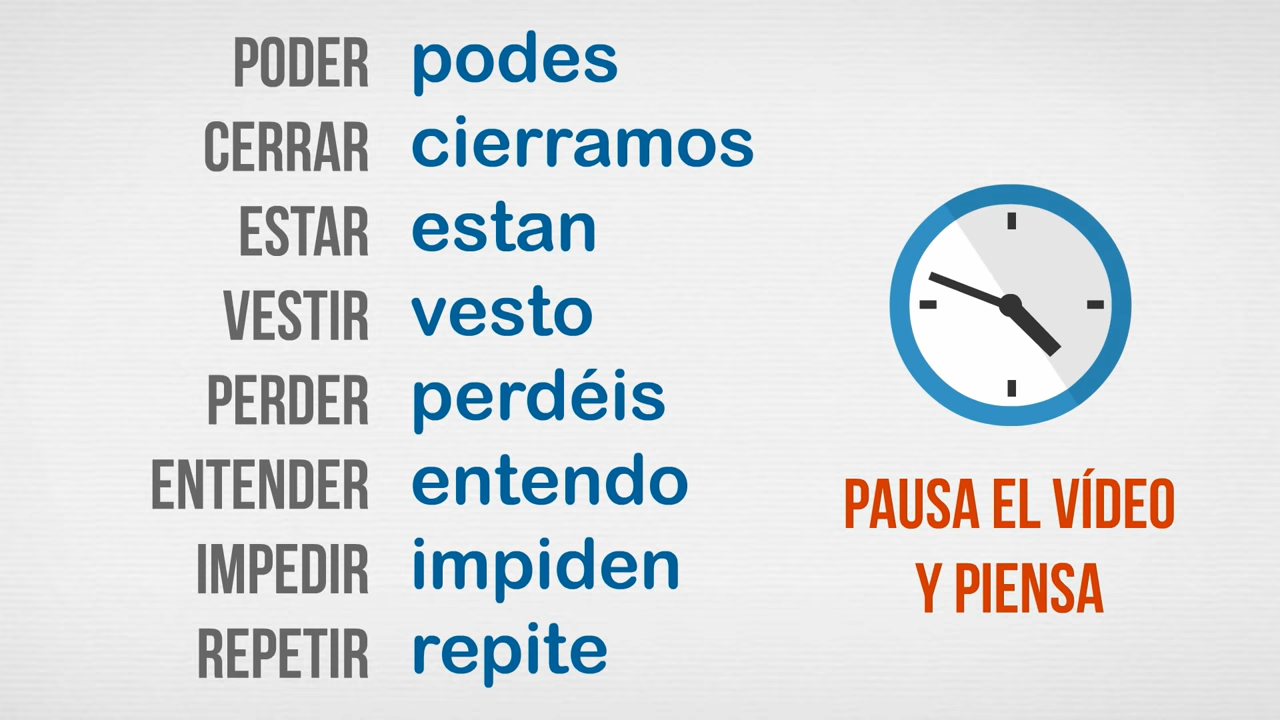 PODER podes
CERRAR cierramos
ESTAR estan
VESTIR vesto
PERDER perdéis
ENTENDER entendo
IMPEDIR impiden
REPETIR repite
PAUSA EL VÍDEO
Y PIENSA